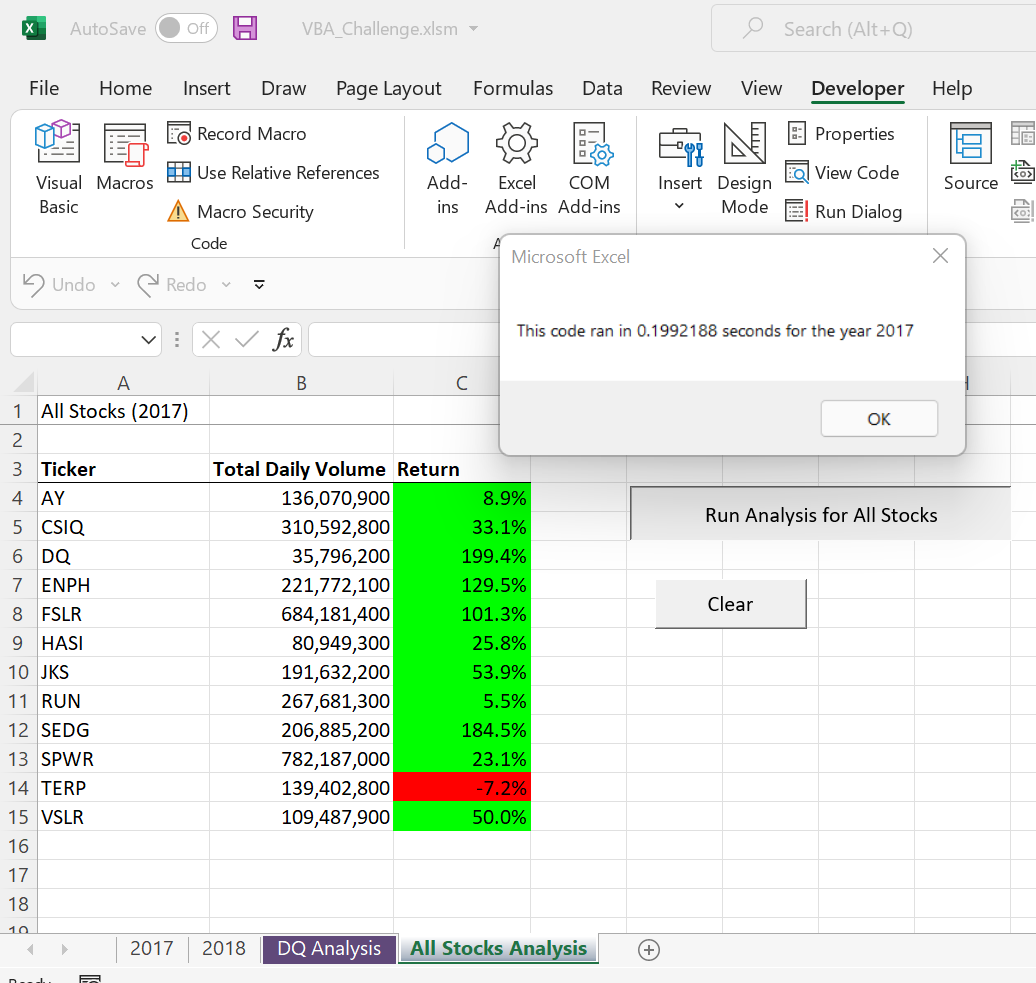 AutoSave Off VBA_Challenge.xlsm Search (Alt+Q)
File Home Insert Draw Page Layout Formulas Data Review View Developer Help
Visual Basic
Macros
Record Macro
Use Relative References
Macro Security
Code
Add-ins
Excel Add-ins
COM Add-ins
Insert
Design Mode
Properties
View Code
Run Dialog
Source
Undo Redo
fx
Microsoft Excel
This code ran in 0.1992188 seconds for the year 2017
OK
A B C H
1 All Stocks (2017)
2
3 Ticker Total Daily Volume Return
4 AY 136,070,900 8.9%
5 CSIQ 310,592,800 33.1%
6 DQ 35,796,200 199.4%
7 ENPH 221,772,100 129.5%
8 FSLR 684,181,400 101.3%
9 HASI 80,949,300 25.8%
10 JKS 191,632,200 53.9%
11 RUN 267,681,300 5.5%
12 SEDG 206,885,200 184.5%
13 SPWR 782,187,000 23.1%
14 TERP 139,402,800 -7.2%
15 VSLR 109,487,900 50.0%
16
17
18
19
Run Analysis for All Stocks
Clear
2017 2018 DQ Analysis All Stocks Analysis
Ready